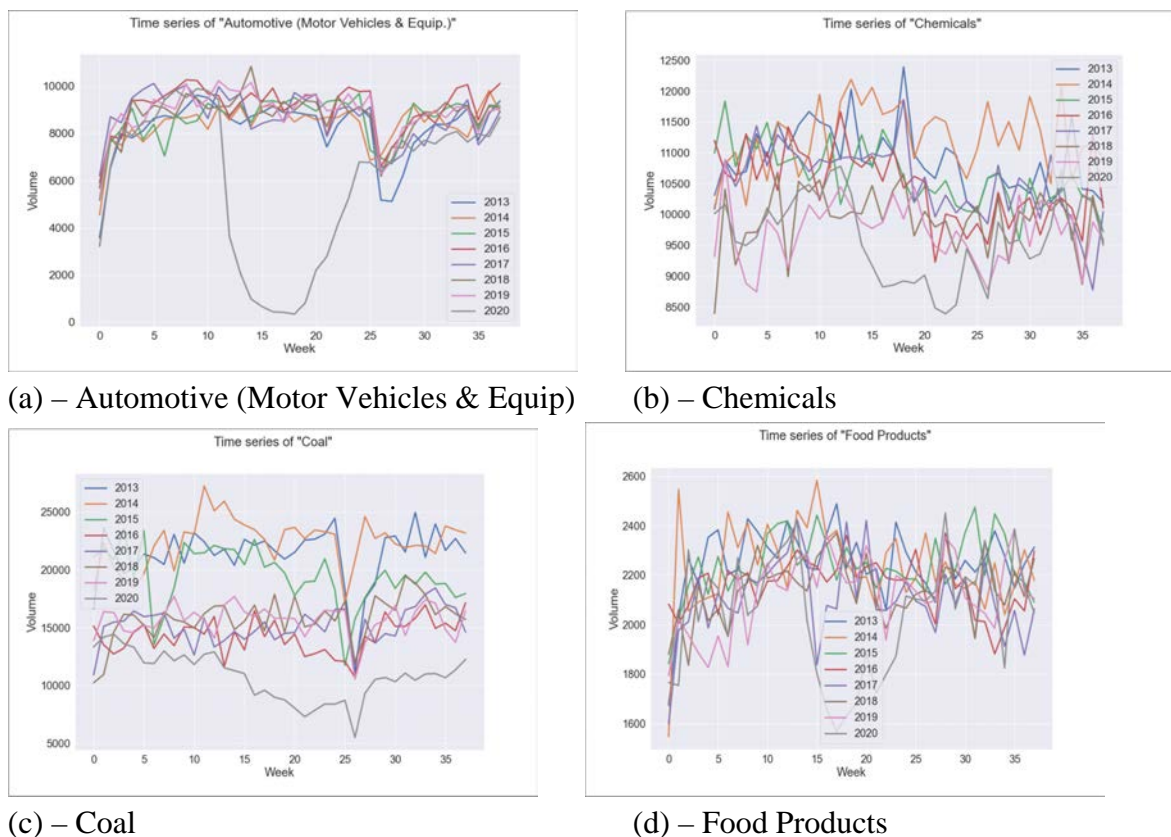 Time series of "Automotive (Motor Vehicles & Equip.)"
Volume
10000
8000
6000
4000
2000
0
2013
2014
2015
2016
2017
2018
2019
2020
0 5 10 15 20 25 30 35
Week
(a) – Automotive (Motor Vehicles & Equip)
Time series of "Chemicals"
Volume
12500
12000
11500
11000
10500
10000
9500
9000
8500
2013
2014
2015
2016
2017
2018
2019
2020
0 5 10 15 20 25 30 35
Week
(b) – Chemicals
Time series of "Coal"
Volume
25000
20000
15000
10000
5000
2013
2014
2015
2016
2017
2018
2019
2020
0 5 10 15 20 25 30 35
Week
(c) – Coal
Time series of "Food Products"
Volume
2600
2400
2200
2000
1800
1600
2013
2014
2015
2016
2017
2018
2019
2020
0 5 10 15 20 25 30 35
Week
(d) – Food Products